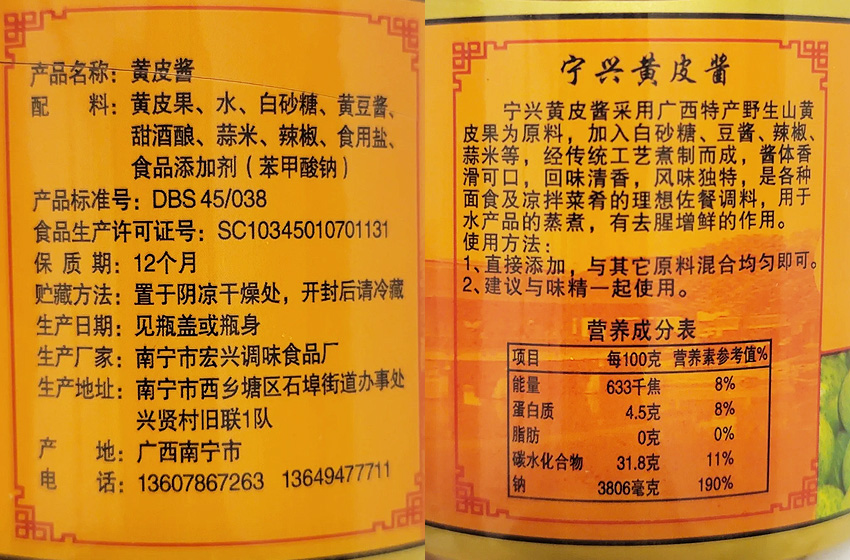 产品名称：黄皮酱
配 料：黄皮果、水、白砂糖、黄豆酱、
甜酒酿、蒜米、辣椒、食用盐、
食品添加剂（苯甲酸钠）
产品标准号：DBS 45/038
食品生产许可证号：SC10345010701131
保 质 期：12个月
贮藏方法：置于阴凉干燥处，开封后请冷藏
生产日期：见瓶盖或瓶身
生产厂家：南宁市宏兴调味食品厂
生产地址：南宁市西乡塘区石埠街道办事处
兴贤村旧联1队
产 地：广西南宁市
电 话：13607867263 13649477711
宁兴黄皮酱
宁兴黄皮酱采用广西特产野生山黄
皮果为原料，加入白砂糖、豆酱、辣椒、
蒜米等，经传统工艺煮制而成，酱体香
滑可口，回味清香，风味独特，是各种
面食及凉拌菜肴的理想佐餐调料，用于
水产品的蒸煮，有去腥增鲜的作用。
使用方法：
1、直接添加，与其它原料混合均匀即可。
2、建议与味精一起使用。
营养成分表
项目 每100克 营养素参考值%
能量 633千焦 8%
蛋白质 4.5克 8%
脂肪 0克 0%
碳水化合物 31.8克 11%
钠 3806毫克 190%